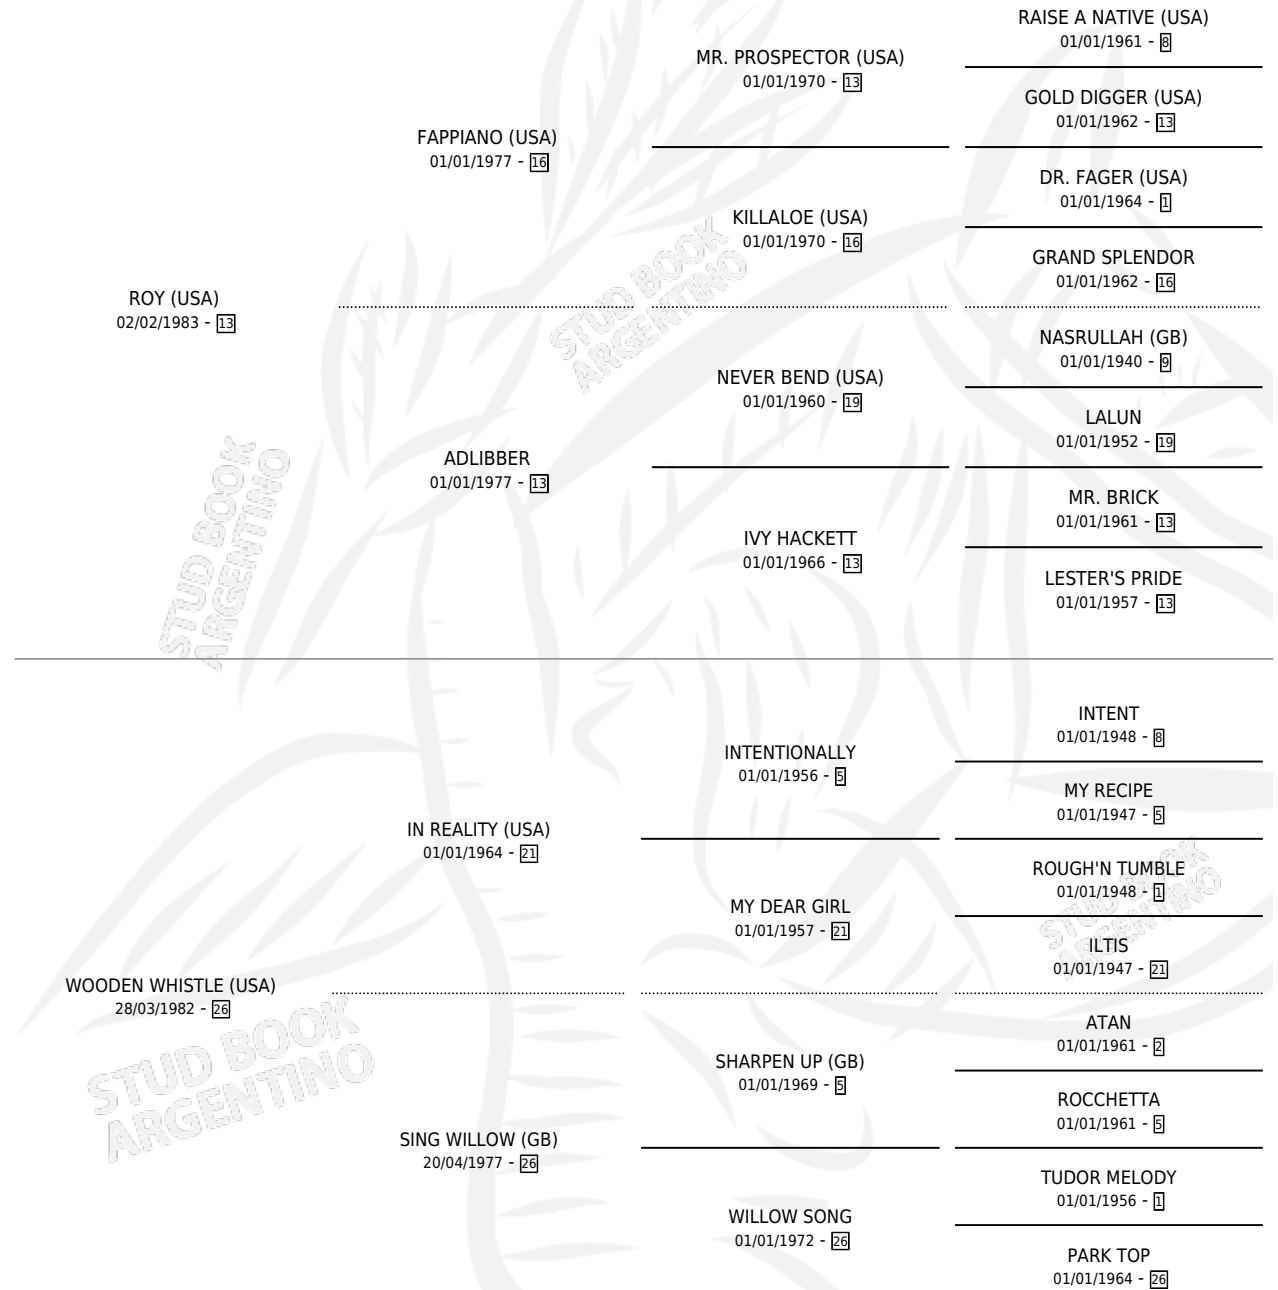 RAISE A NATIVE (USA)
01/01/1961 - 8
MR. PROSPECTOR (USA)
01/01/1970 - 13
GOLD DIGGER (USA)
01/01/1962 - 13
FAPPIANO (USA)
01/01/1977 - 16
DR. FAGER (USA)
01/01/1964 - 1
KILLALOE (USA)
01/01/1970 - 16
GRAND SPLENDOR
01/01/1962 - 16
ROY (USA)
02/02/1983 - 13
NASRULLAH (GB)
01/01/1940 - 9
NEVER BEND (USA)
01/01/1960 - 19
LALUN
01/01/1952 - 19
ADLIBBER
01/01/1977 - 13
MR. BRICK
01/01/1961 - 13
IVY HACKETT
01/01/1966 - 13
LESTER'S PRIDE
01/01/1957 - 13
INTENT
01/01/1948 - 8
INTENTIONALLY
01/01/1956 - 5
MY RECIPE
01/01/1947 - 5
IN REALITY (USA)
01/01/1964 - 21
ROUGH'N TUMBLE
01/01/1948 - 1
MY DEAR GIRL
01/01/1957 - 21
ILTIS
01/01/1947 - 21
WOODEN WHISTLE (USA)
28/03/1982 - 26
ATAN
01/01/1961 - 2
SHARPEN UP (GB)
01/01/1969 - 5
ROCCHETTA
01/01/1961 - 5
SING WILLOW (GB)
20/04/1977 - 26
TUDOR MELODY
01/01/1956 - 1
WILLOW SONG
01/01/1972 - 26
PARK TOP
01/01/1964 - 26
STUD BOOK
ARGENTINO
STUD BOOK
ARGENTINO
STUD BOOK
ARGENTINO
STUD BOOK
ARGENTINO